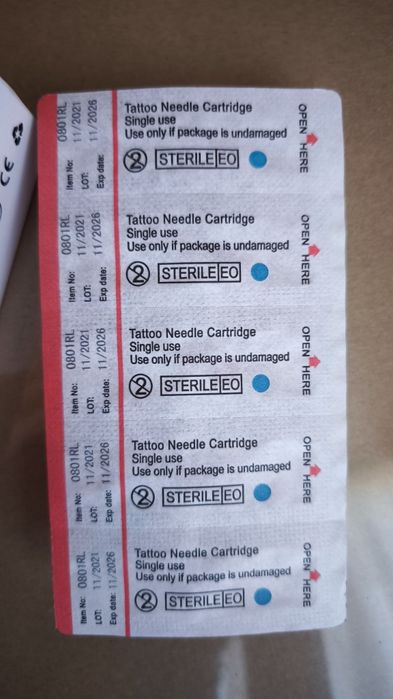 Item No: 0801RL
LOT: 11/2021
Exp date: 11/2026
Tattoo Needle Cartridge
Single use
Use only if package is undamaged
2 STERILE EO
OPEN HERE
Item No: 0801RL
LOT: 11/2021
Exp date: 11/2026
Tattoo Needle Cartridge
Single use
Use only if package is undamaged
2 STERILE EO
OPEN HERE
Item No: 0801RL
LOT: 11/2021
Exp date: 11/2026
Tattoo Needle Cartridge
Single use
Use only if package is undamaged
2 STERILE EO
OPEN HERE
Item No: 0801RL
LOT: 11/2021
Exp date: 11/2026
Tattoo Needle Cartridge
Single use
Use only if package is undamaged
2 STERILE EO
OPEN HERE
Item No: 0801RL
LOT: 11/2021
Exp date: 11/2026
Tattoo Needle Cartridge
Single use
Use only if package is undamaged
2 STERILE EO
OPEN HERE
CE